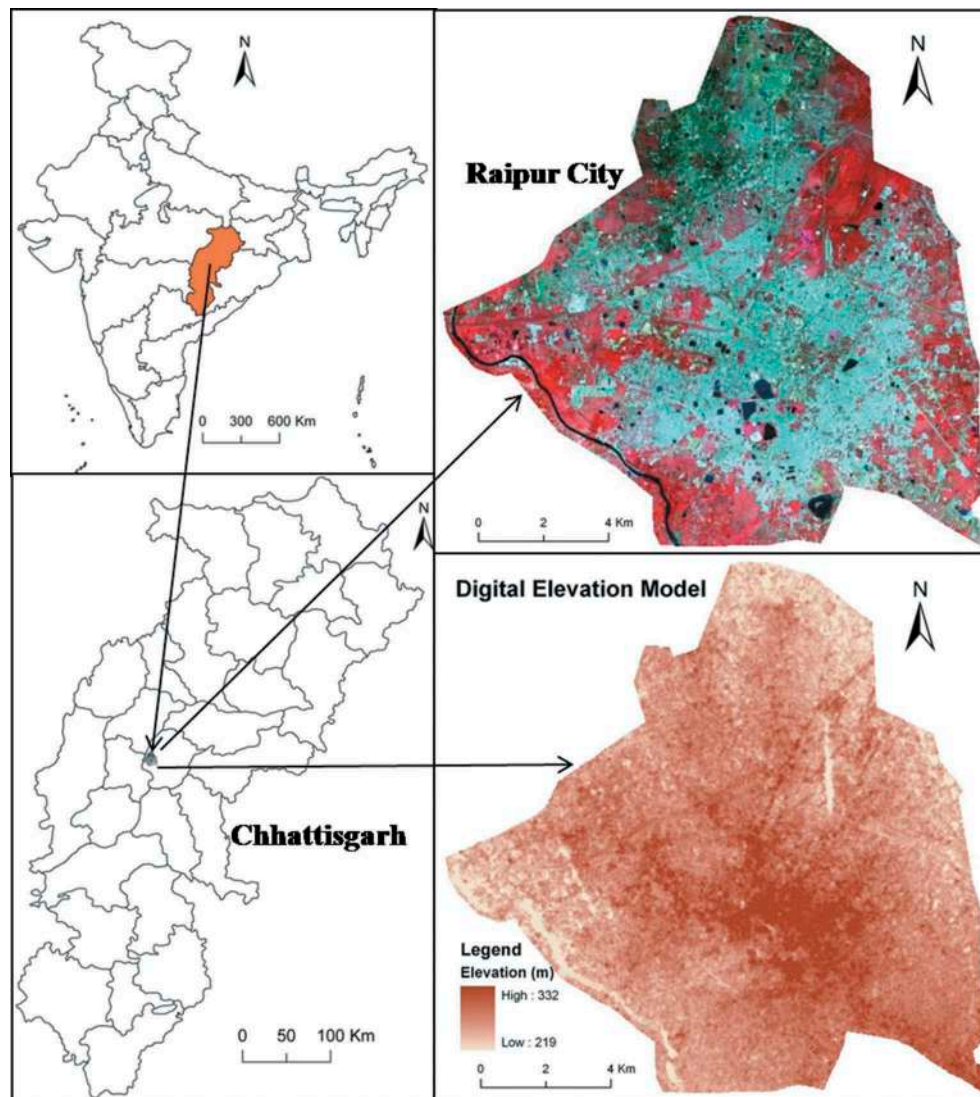 N
0 300 600 Km
N
Raipur City
0 2 4 Km
N
Chhattisgarh
0 50 100 Km
Digital Elevation Model
N
Legend
Elevation (m)
High : 332
Low : 219
0 2 4 Km